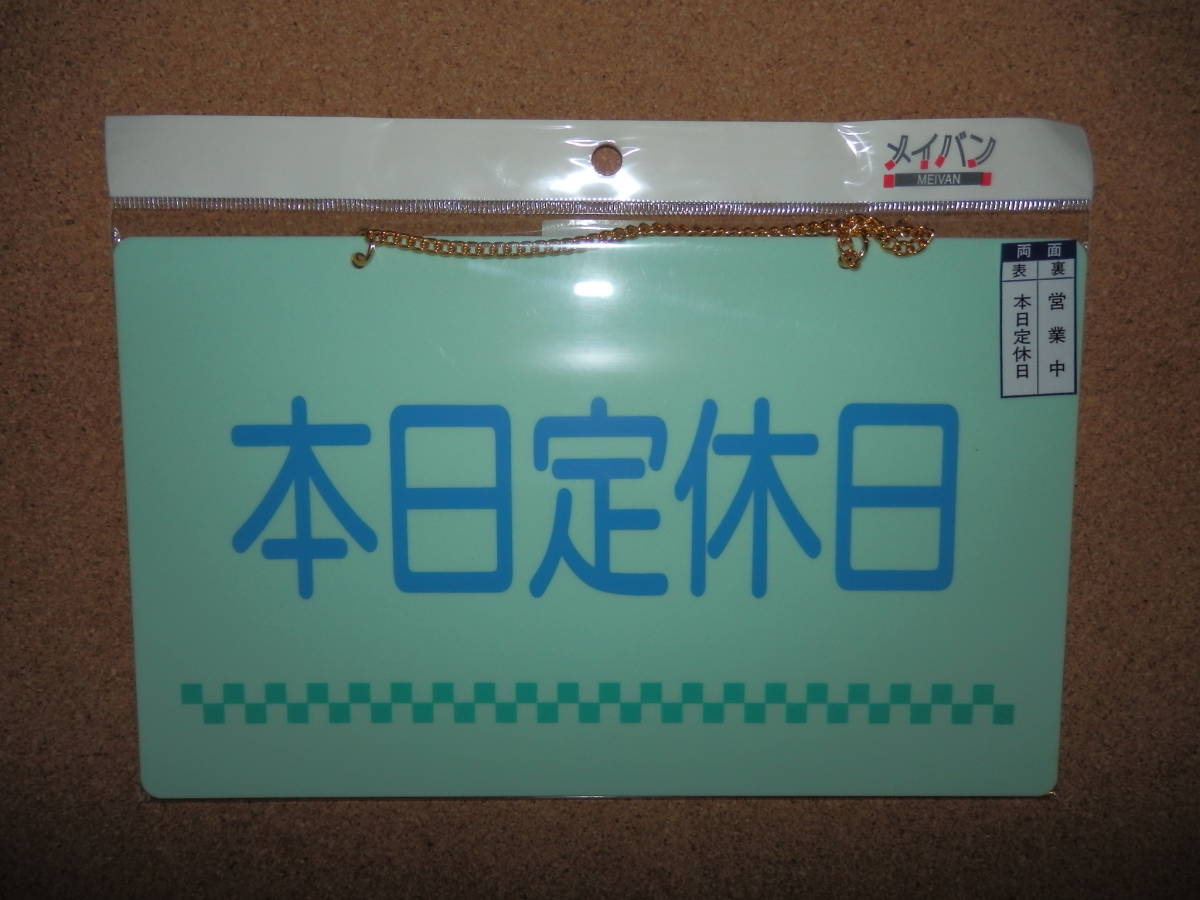 メイバン
MEIVAN
両面
表 裏
本日定休日
営業中
本日定休日